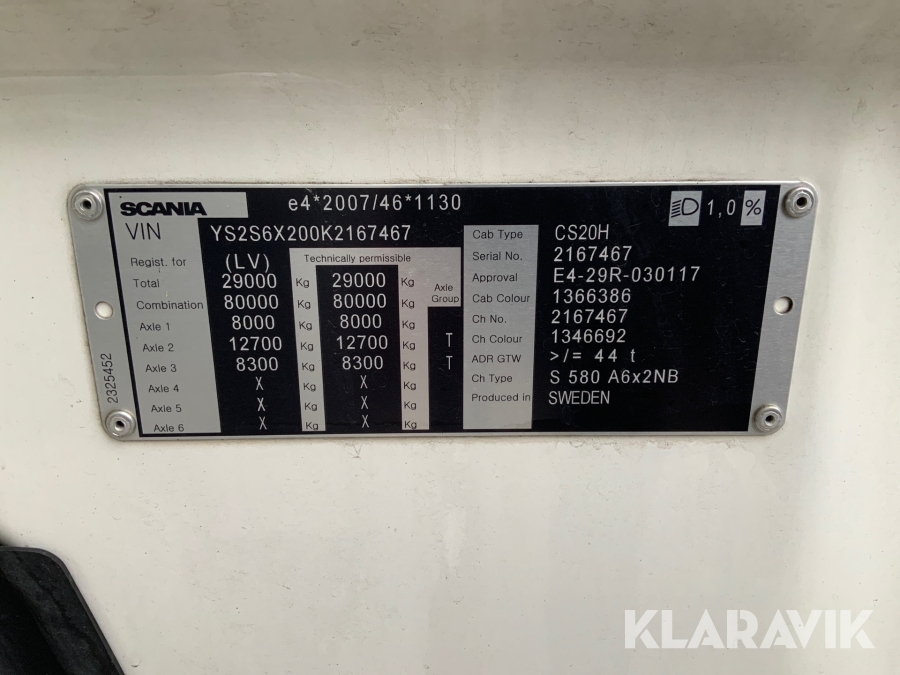 SCANIA e4*2007/46*1130 1,0 %
VIN YS2S6X200K2167467
Regist. for (LV) Technically permissible
Total 29000 Kg 29000 Kg Axle Group
Combination 80000 Kg 80000 Kg
Axle 1 8000 Kg 8000 Kg
Axle 2 12700 Kg 12700 Kg T
Axle 3 8300 Kg 8300 Kg T
Axle 4 X Kg X Kg
Axle 5 X Kg X Kg
Axle 6 X Kg X Kg
Cab Type CS20H
Serial No. 2167467
Approval E4-29R-030117
Cab Colour 1366386
Ch No. 2167467
Ch Colour 1346692
ADR GTW >/= 44 t
Ch Type S 580 A6x2NB
Produced in SWEDEN
2325452
KLARAVIK